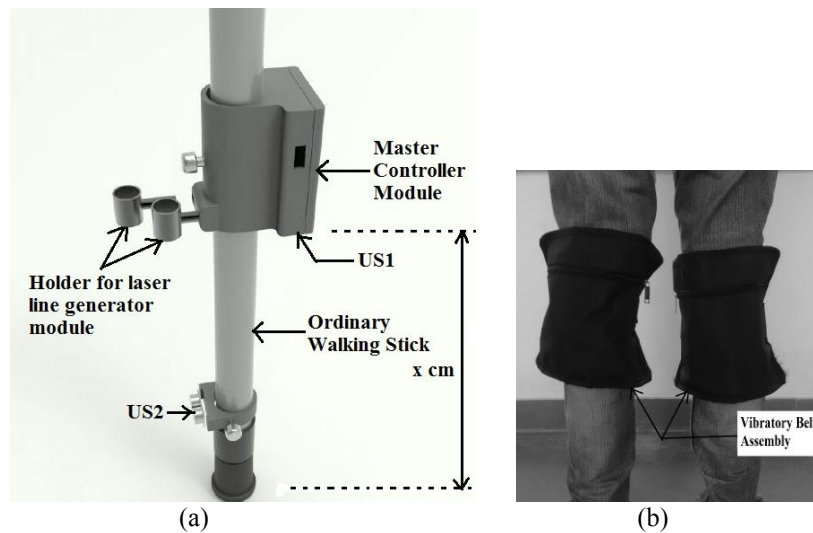 Master
Controller
Module
US1
Holder for laser
line generator
module
Ordinary
Walking Stick
x cm
US2
Vibratory Bel
Assembly
(a)
(b)